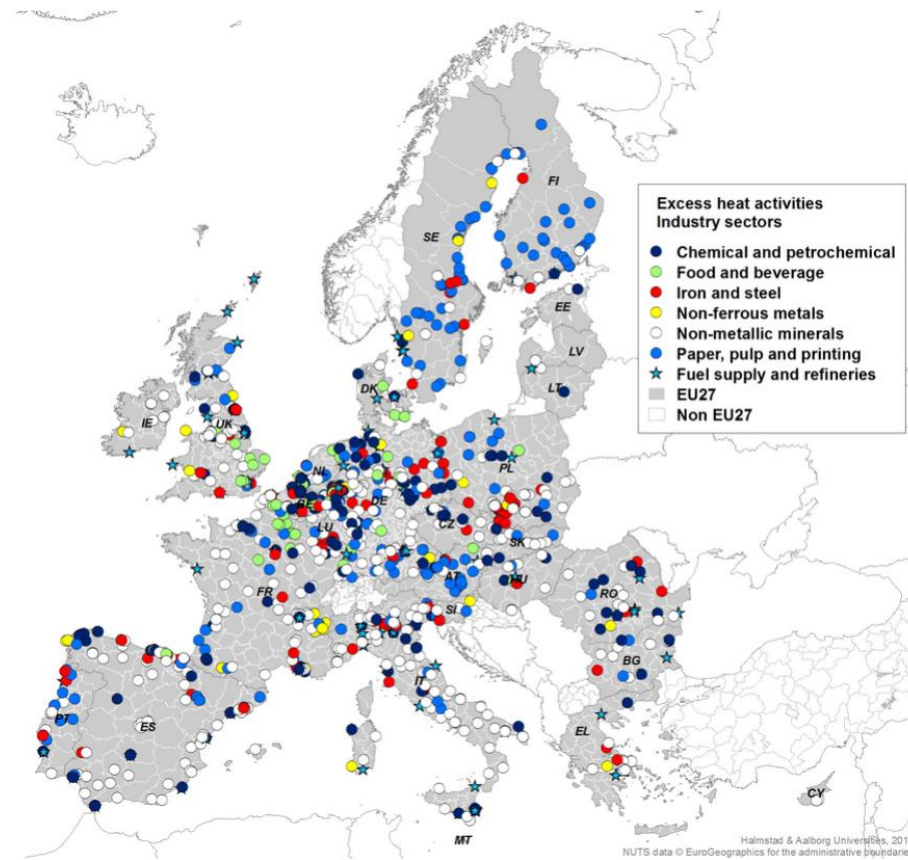 FI
SE
Excess heat activities
Industry sectors
Chemical and petrochemical
Food and beverage
Iron and steel
Non-ferrous metals
Non-metallic minerals
Paper, pulp and printing
Fuel supply and refineries
EU27
Non EU27
EE
LV
LT
DK
IE
UK
NL
PL
DE
LU
CZ
SK
AT
HU
FR
SI
RO
BG
IT
PT
ES
EL
CY
MT
Halmstad & Aalborg Universities, 201
NUTS data © EuroGeographics for the administrative boundarie